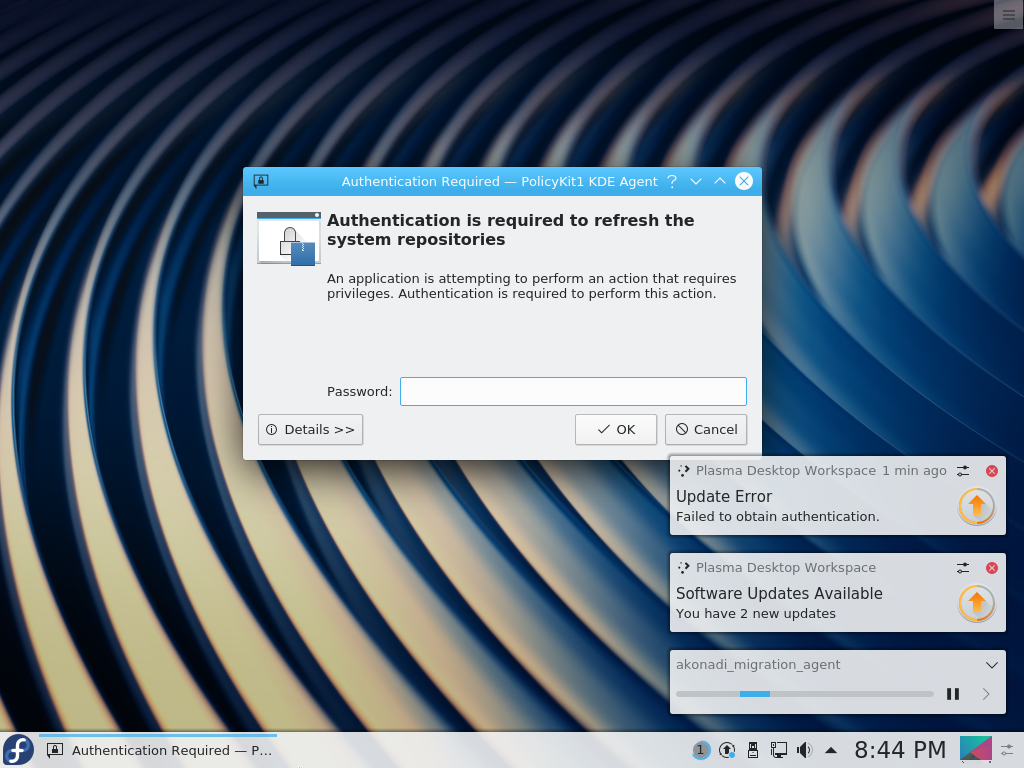 Authentication Required — PolicyKit1 KDE Agent
Authentication is required to refresh the
system repositories
An application is attempting to perform an action that requires
privileges. Authentication is required to perform this action.
Password:
Details >>
OK
Cancel
Plasma Desktop Workspace 1 min ago
Update Error
Failed to obtain authentication.
Plasma Desktop Workspace
Software Updates Available
You have 2 new updates
akonadi_migration_agent
Authentication Required — P...
1
8:44 PM